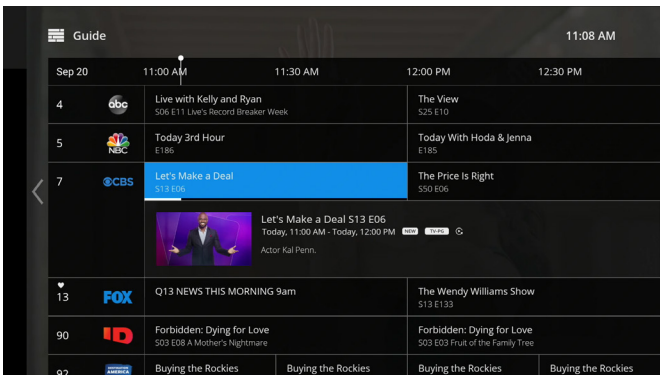 Guide
11:08 AM
Sep 20 11:00 AM 11:30 AM 12:00 PM 12:30 PM
4 abc Live with Kelly and Ryan The View
S06 E11 Live's Record Breaker Week S25 E10
5 NBC Today 3rd Hour Today With Hoda & Jenna
E186 E185
7 CBS Let's Make a Deal The Price Is Right
S13 E06 S50 E06
Let's Make a Deal S13 E06
Today, 11:00 AM - Today, 12:00 PM NEW TV-PG
Actor Kal Penn.
13 FOX Q13 NEWS THIS MORNING 9am The Wendy Williams Show
S13 E133
90 ID Forbidden: Dying for Love Forbidden: Dying for Love
S03 E08 A Mother's Nightmare S03 E03 Fruit of the Family Tree
92 DESTINATION AMERICA Buying the Rockies Buying the Rockies Buying the Rockies Buying the Rockies